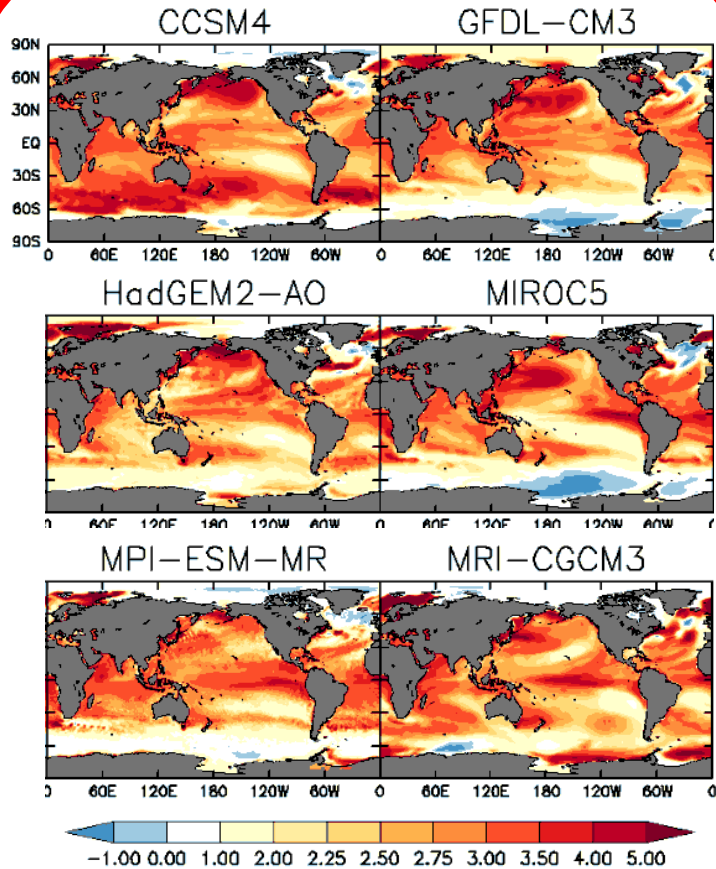 CCSM4 GFDL-CM3
90N
60N
30N
EQ
30S
60S
90S
0 60E 120E 180 120W 60W 0 60E 120E 180 120W 60W 0
HadGEM2-AO MIROC5
0 60E 120E 180 120W 60W 0 60E 120E 180 120W 60W 0
MPI-ESM-MR MRI-CGCM3
0 60E 120E 180 120W 60W 0 60E 120E 180 120W 60W 0
-1.00 0.00 1.00 2.00 2.25 2.50 2.75 3.00 3.50 4.00 5.00